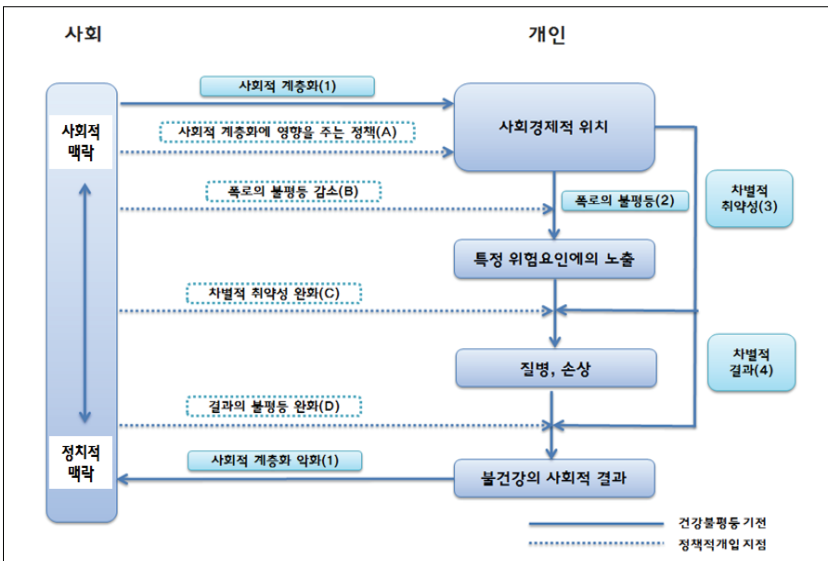 사회
개인
사회적 계층화(1)
사회적
맥락
사회적 계층화에 영향을 주는 정책(A)
사회경제적 위치
폭로의 불평등 감소(B)
폭로의 불평등(2)
차별적
취약성(3)
특정 위험요인에의 노출
차별적 취약성 완화(C)
질병, 손상
차별적
결과(4)
결과의 불평등 완화(D)
정치적
맥락
사회적 계층화 악화(1)
불건강의 사회적 결과
건강불평등 기전
정책적개입 지점